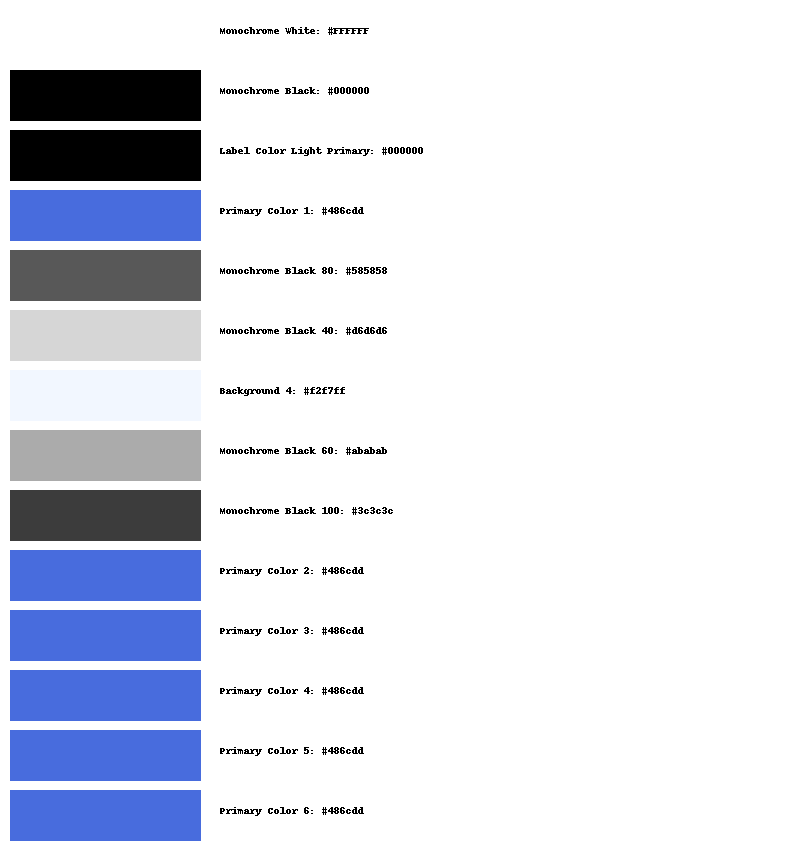 Monochrome White: #FFFFFF
Monochrome Black: #000000
Label Color Light Primary: #000000
Primary Color 1: #486cdd
Monochrome Black 80: #585858
Monochrome Black 40: #d6d6d6
Background 4: #f2f7ff
Monochrome Black 60: #ababab
Monochrome Black 100: #3c3c3c
Primary Color 2: #486cdd
Primary Color 3: #486cdd
Primary Color 4: #486cdd
Primary Color 5: #486cdd
Primary Color 6: #486cdd